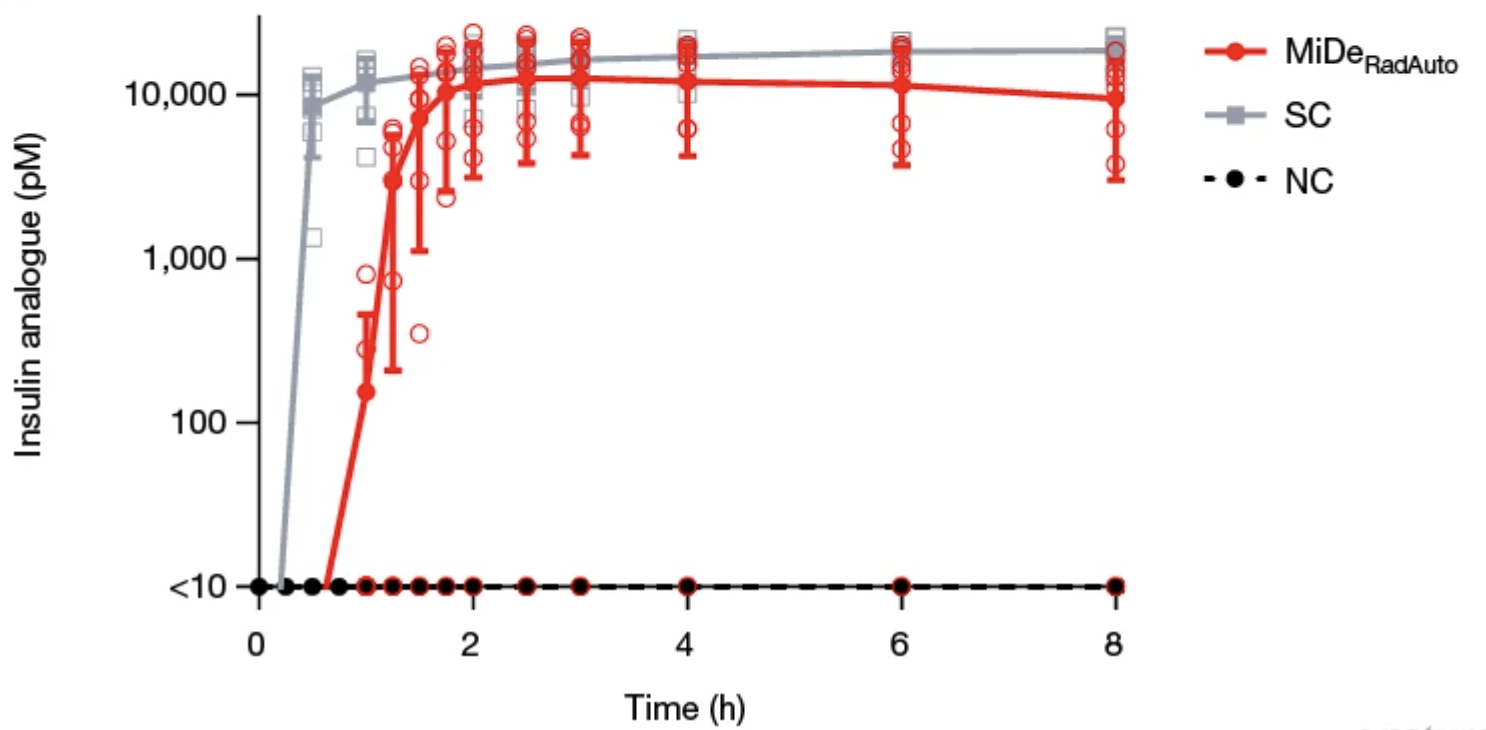 Insulin analogue (pM)
10,000
1,000
100
<10
0 2 4 6 8
Time (h)
MiDeRadAuto
SC
NC